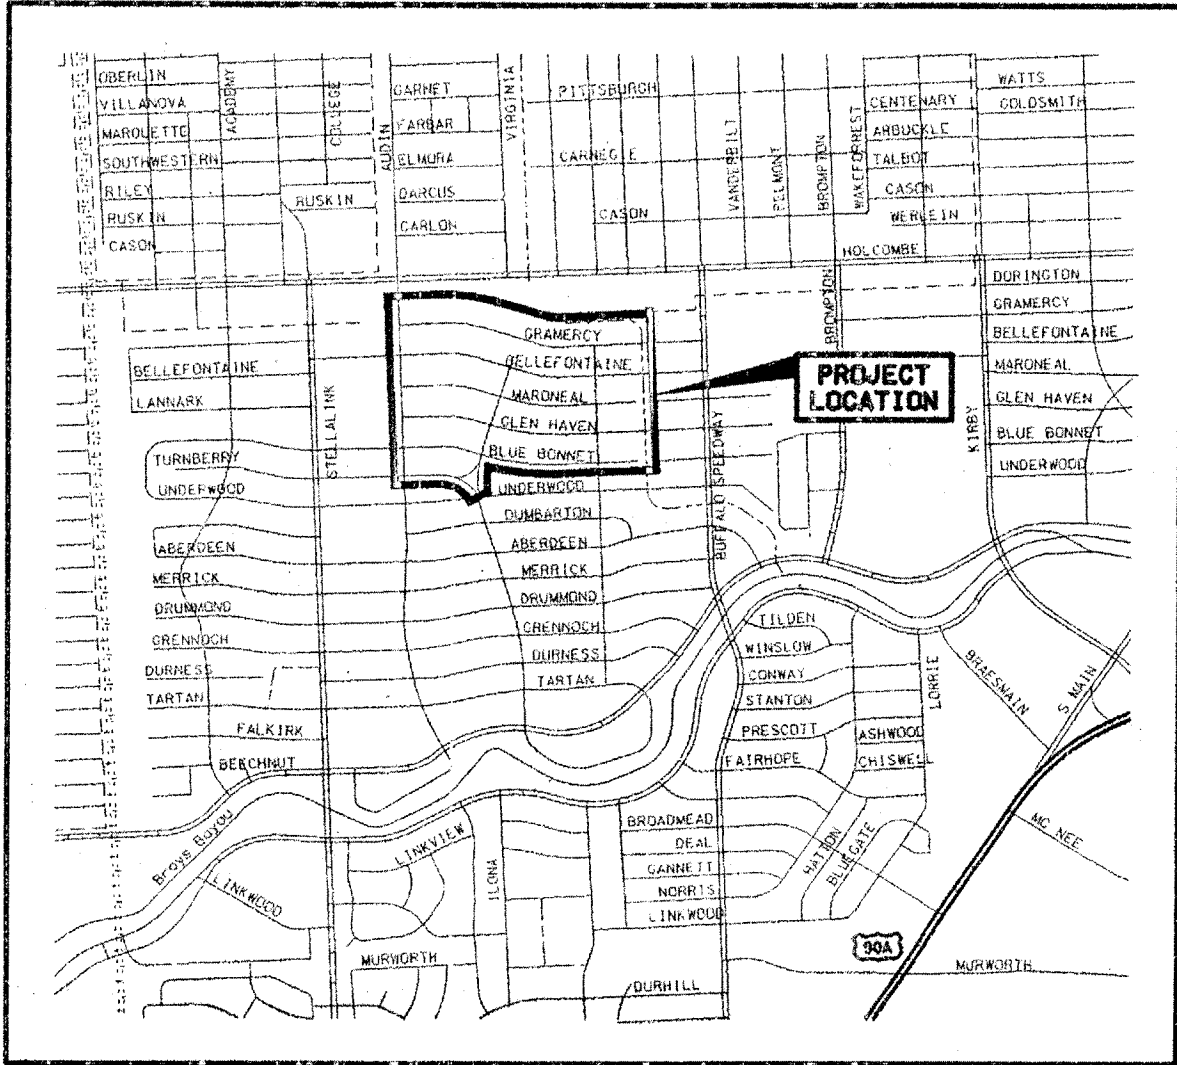 OBERLIN
VILLANOVA
MARQUETTE
SOUTHWESTERN
RILEY
RUSKIN
CASON
ACADEMY
COLLEGE
RUSKIN
AUDIN
GARNET
FARBAR
ELMORA
DARCUS
CARLON
VIRGINIA
PITTSBURGH
CARNEGIE
CASON
VANDERBILT
BELMONT
BROMPTON
WAKEFORREST
CENTENARY
ARBUCKLE
TALBOT
CASON
WERLEIN
HOLCOMBE
WATTS
GOLDSMITH
DORINGTON
GRAMERCY
BELLEFONTAINE
MARONEAL
GLEN HAVEN
BLUE BONNET
UNDERWOOD
KIRBY
BROMPTON
PROJECT
LOCATION
GRAMERCY
BELLEFONTAINE
MARONEAL
GLEN HAVEN
BLUE BONNET
UNDERWOOD
DUMBARTON
ABERDEEN
MERRICK
DRUMMOND
GRENNOCH
DURNESS
TARTAN
BUFFALO SPEEDWAY
STELLALINK
BELLEFONTAINE
LANNARK
TURNBERRY
UNDERWOOD
ABERDEEN
MERRICK
DRUMMOND
GRENNOCH
DURNESS
TARTAN
FALKIRK
BEECHNUT
Brays Bayou
LINKWOOD
LINKVIEW
ILONA
MURWORTH
TILDEN
WINSLOW
CONWAY
STANTON
PRESCOTT
FAIRHOPE
ASHWOOD
CHISWELL
LORRIE
BRAESMAIN
S MAIN
BROADMEAD
DEAL
GANNETT
NORRIS
LINKWOOD
HATTON
BLUEGATE
MC NEE
90A
MURWORTH
DURHILL